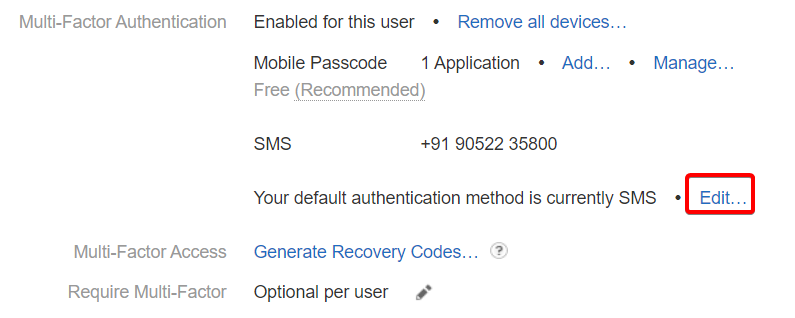 Multi-Factor Authentication Enabled for this user • Remove all devices...
Mobile Passcode 1 Application • Add... • Manage...
Free (Recommended)
SMS +91 90522 35800
Your default authentication method is currently SMS • Edit...
Multi-Factor Access Generate Recovery Codes... ?
Require Multi-Factor Optional per user